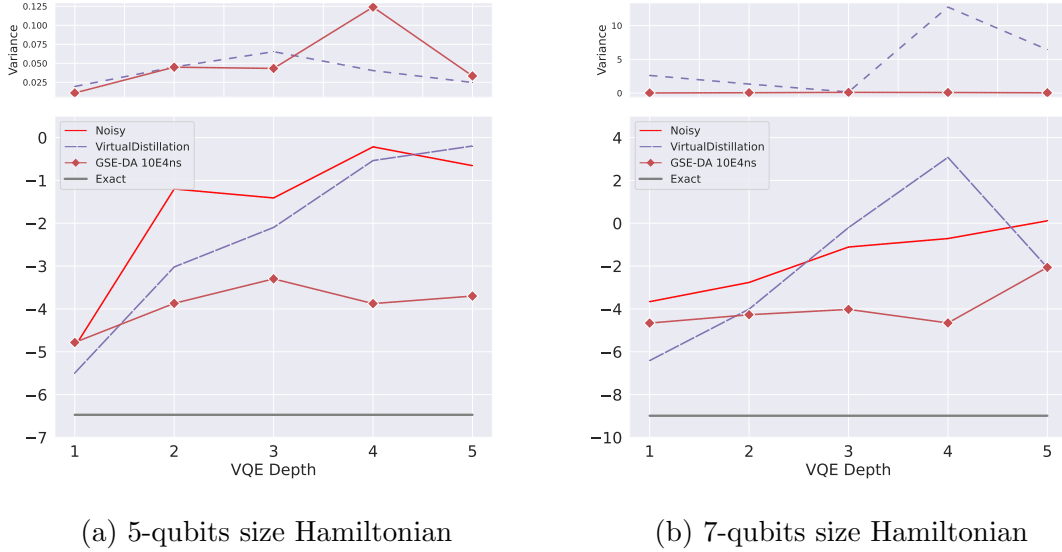 Variance
0.125
0.100
0.075
0.050
0.025
Noisy
VirtualDistillation
GSE-DA 10E4ns
Exact
0
−1
−2
−3
−4
−5
−6
−7
1 2 3 4 5
VQE Depth
(a) 5-qubits size Hamiltonian
Variance
10
5
0
Noisy
VirtualDistillation
GSE-DA 10E4ns
Exact
4
2
0
−2
−4
−6
−8
−10
1 2 3 4 5
VQE Depth
(b) 7-qubits size Hamiltonian